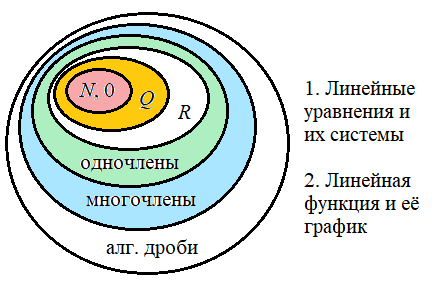 N, 0
Q
R
одночлены
многочлены
алг. дроби
1. Линейные
уравнения и
их системы
2. Линейная
функция и её
график